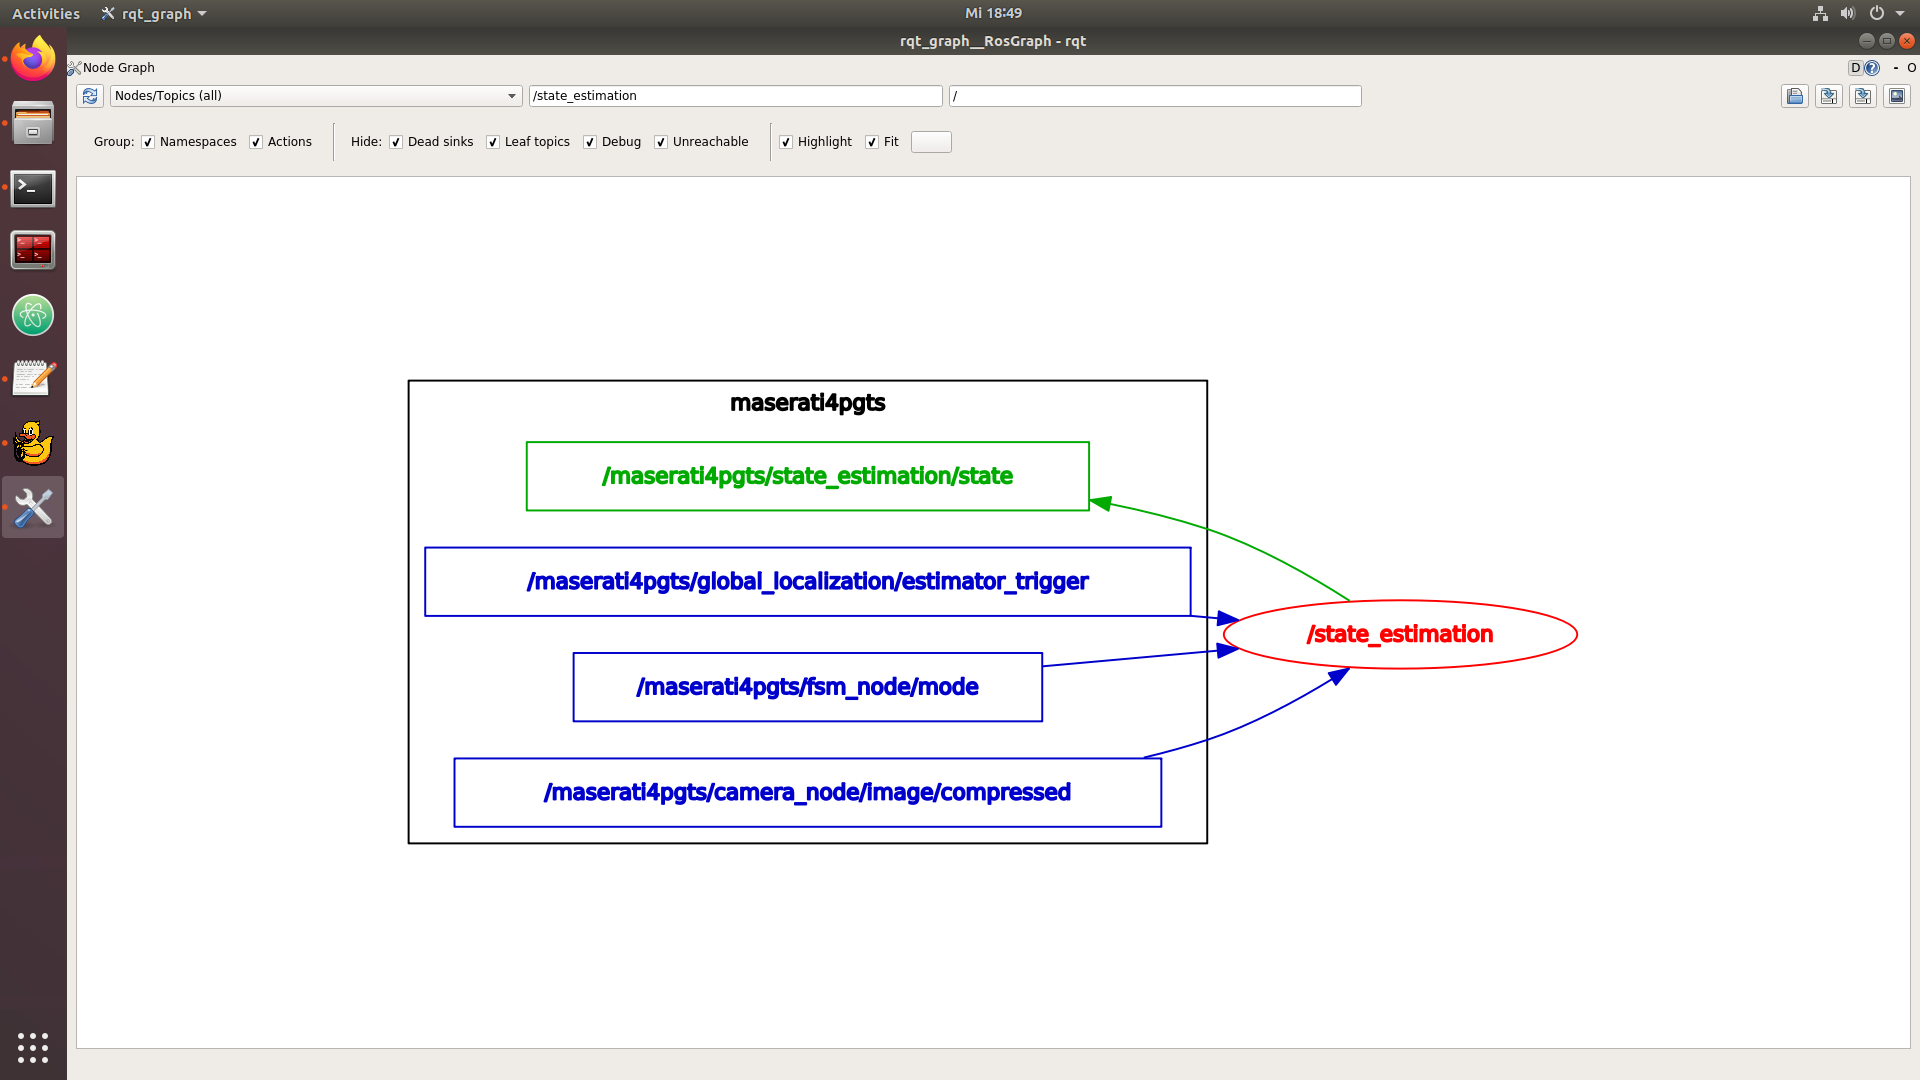 Activities rqt_graph Mi 18:49
rqt_graph__RosGraph - rqt
Node Graph D ? - O
Nodes/Topics (all) /state_estimation /
Group: Namespaces Actions Hide: Dead sinks Leaf topics Debug Unreachable Highlight Fit
maserati4pgts
/maserati4pgts/state_estimation/state
/maserati4pgts/global_localization/estimator_trigger
/state_estimation
/maserati4pgts/fsm_node/mode
/maserati4pgts/camera_node/image/compressed